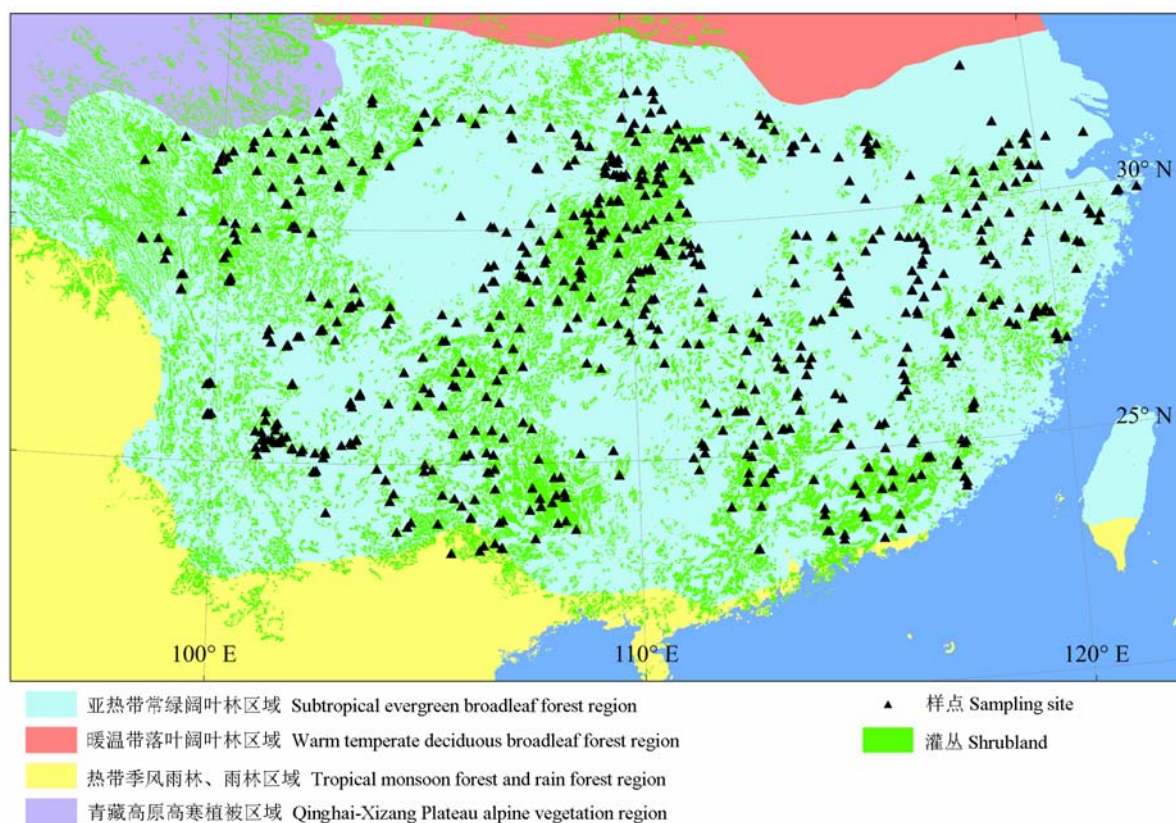 30° N
25° N
100° E
110° E
120° E
亚热带常绿阔叶林区域 Subtropical evergreen broadleaf forest region
暖温带落叶阔叶林区域 Warm temperate deciduous broadleaf forest region
热带季风雨林、雨林区域 Tropical monsoon forest and rain forest region
青藏高原高寒植被区域 Qinghai-Xizang Plateau alpine vegetation region
样点 Sampling site
灌丛 Shrubland